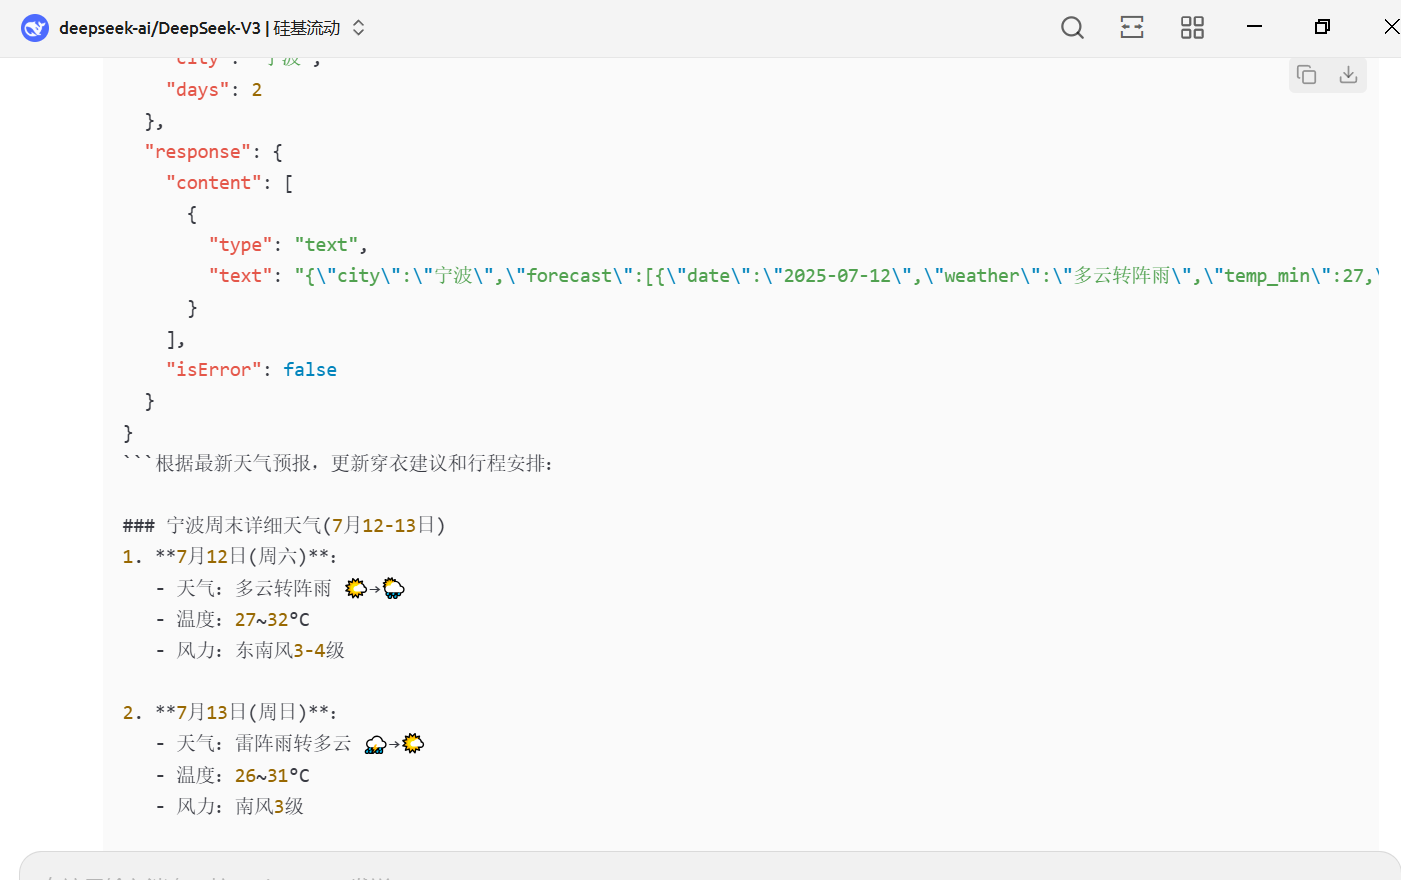 deepseek-ai/DeepSeek-V3 | 硅基流动
"city": "宁波",
"days": 2
},
"response": {
"content": [
{
"type": "text",
"text": "{\"city\":\"宁波\",\"forecast\":[{\"date\":\"2025-07-12\",\"weather\":\"多云转阵雨\",\"temp_min\":27,\
}
],
"isError": false
}
}
```根据最新天气预报，更新穿衣建议和行程安排：
### 宁波周末详细天气(7月12-13日)
1. **7月12日(周六)**：
- 天气：多云转阵雨 🌤️→🌦️
- 温度：27~32℃
- 风力：东南风3-4级
2. **7月13日(周日)**：
- 天气：雷阵雨转多云 ⛈️→🌤️
- 温度：26~31℃
- 风力：南风3级